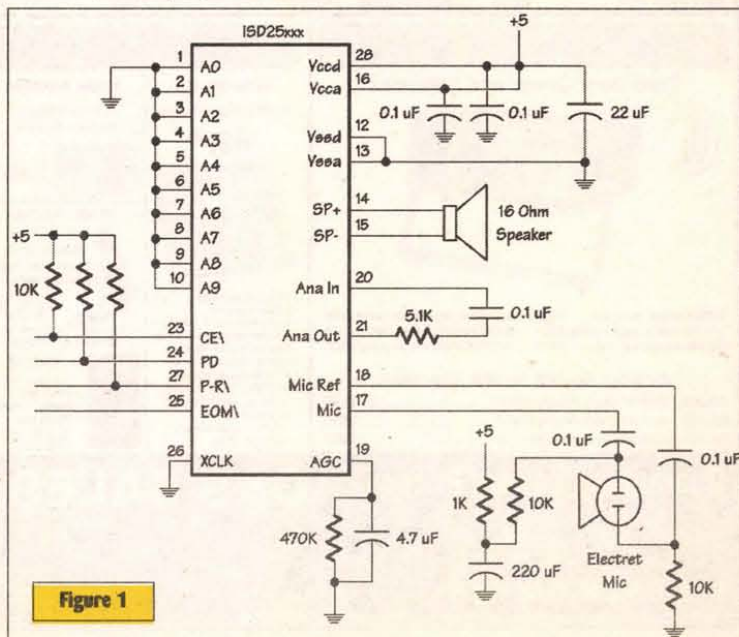 ISD25xxx
+5
1 A0
2 A1
3 A2
4 A3
5 A4
6 A5
7 A6
8 A7
9 A8
10 A9
+5
10K
23 CE\
24 PD
27 P-R\
25 EOM\
26 XCLK
Vccd 28
Vcca 16
0.1 uF
0.1 uF
22 uF
Vssd 12
Vssa 13
SP+ 14
SP- 15
16 Ohm
Speaker
Ana In 20
Ana Out 21
5.1K
0.1 uF
Mic Ref 18
Mic 17
AGC 19
470K
4.7 uF
+5
1K
10K
220 uF
0.1 uF
0.1 uF
Electret
Mic
10K
Figure 1